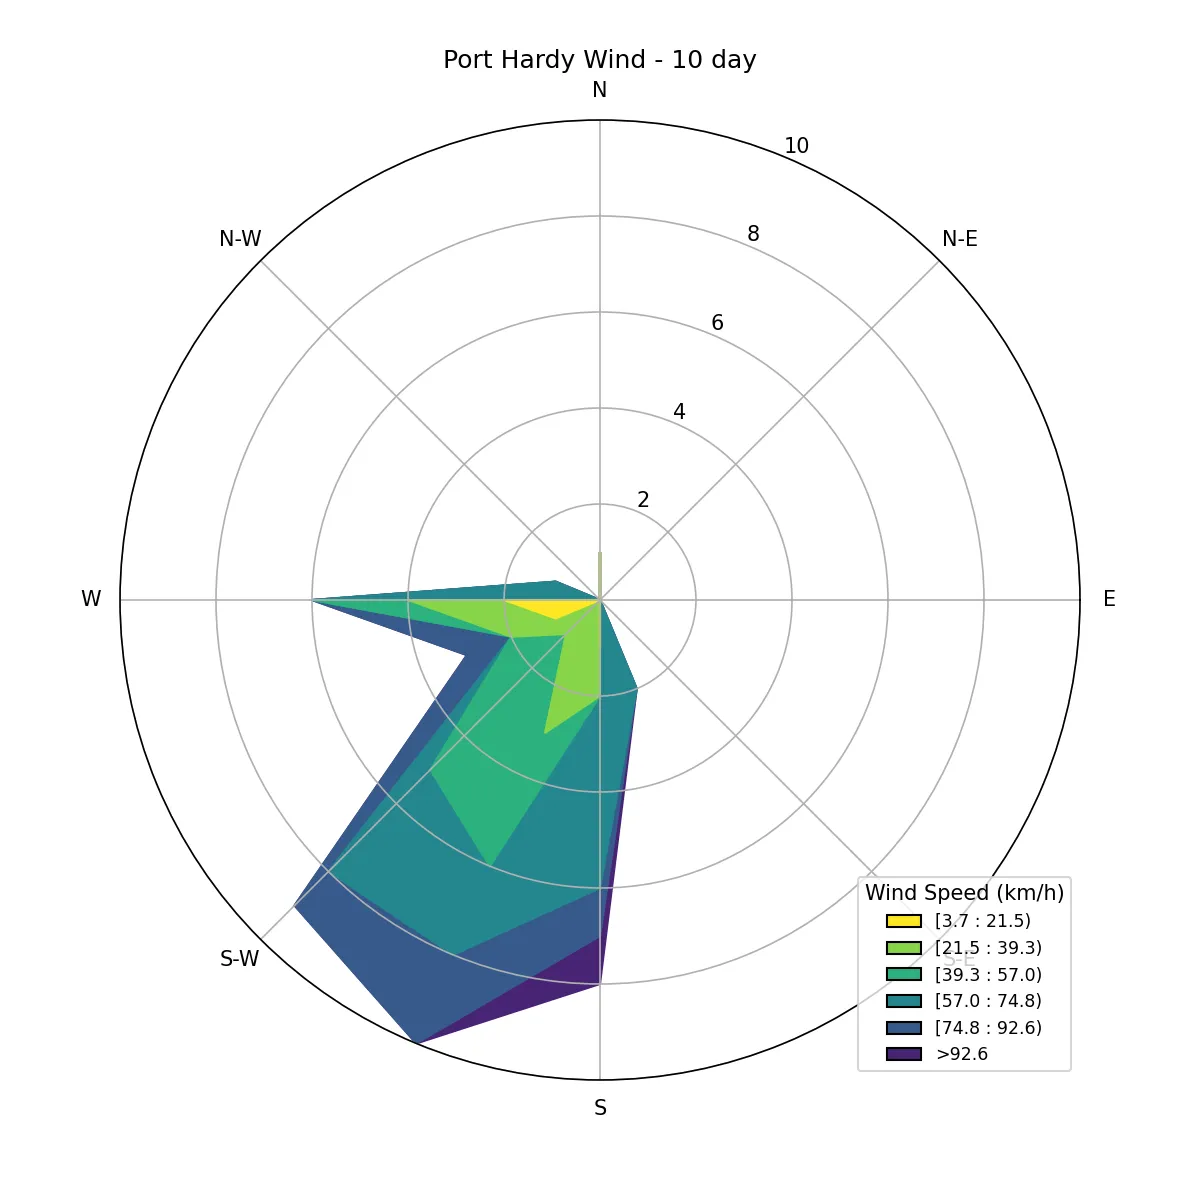 Port Hardy Wind - 10 day
N
10
N-W
8
N-E
6
4
2
W
E
S-W
S-E
S
Wind Speed (km/h)
[3.7 : 21.5)
[21.5 : 39.3)
[39.3 : 57.0)
[57.0 : 74.8)
[74.8 : 92.6)
>92.6